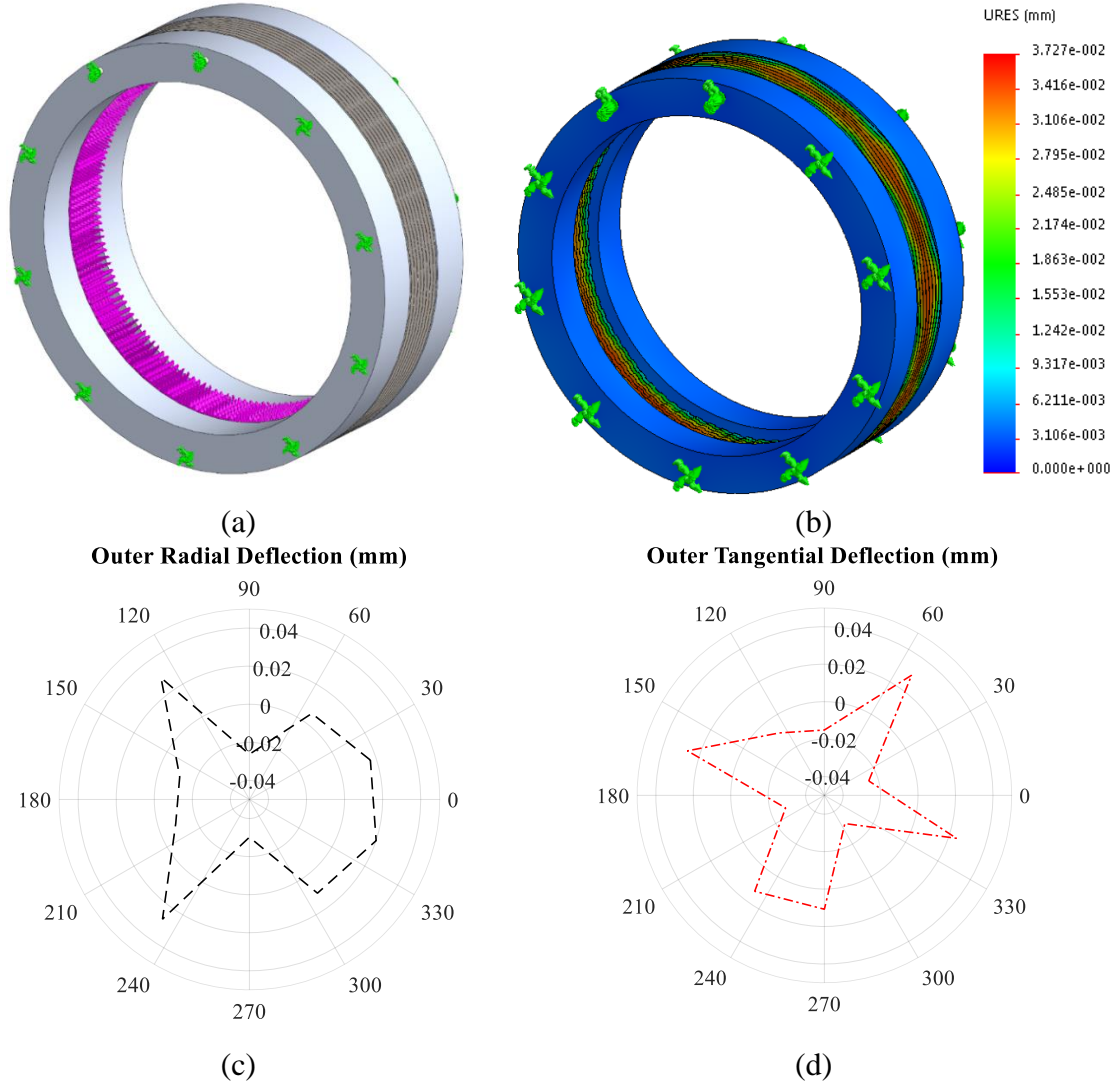 URES (mm)
3.727e-002
3.416e-002
3.106e-002
2.795e-002
2.485e-002
2.174e-002
1.863e-002
1.553e-002
1.242e-002
9.317e-003
6.211e-003
3.106e-003
0.000e+000
(a)
(b)
Outer Radial Deflection (mm)
90
120
60
0.04
0.02
150
30
0
-0.02
-0.04
180
0
210
330
240
300
270
(c)
Outer Tangential Deflection (mm)
90
120
60
0.04
0.02
150
30
0
-0.02
-0.04
180
0
210
330
240
300
270
(d)